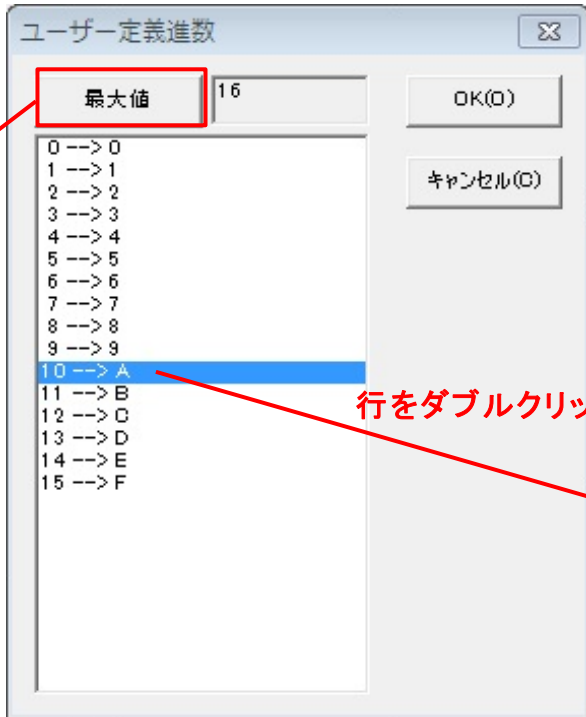 ユーザー定義進数
最大値 16 OK(O)
キャンセル(C)
0 --> 0
1 --> 1
2 --> 2
3 --> 3
4 --> 4
5 --> 5
6 --> 6
7 --> 7
8 --> 8
9 --> 9
10 --> A
11 --> B
12 --> C
13 --> D
14 --> E
15 --> F
行をダブルクリッ